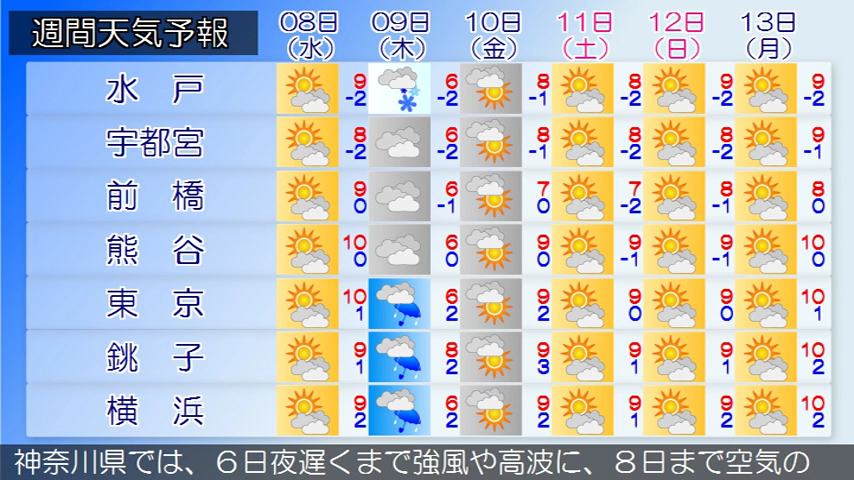 週間天気予報
08日 09日 10日 11日 12日 13日
(水) (木) (金) (土) (日) (月)
水戸 9 -2 6 -2 8 -1 8 -2 9 -2 9 -2
宇都宮 8 -2 6 -2 8 -1 8 -2 8 -2 9 -1
前橋 9 0 6 -1 7 0 7 -2 8 -1 8 0
熊谷 10 0 6 0 9 0 9 -1 9 -1 10 0
東京 10 1 6 2 9 2 9 0 9 0 10 1
銚子 9 1 8 2 9 3 9 1 9 1 10 2
横浜 9 2 6 2 9 2 9 1 9 2 10 2
神奈川県では、6日夜遅くまで強風や高波に、8日まで空気の